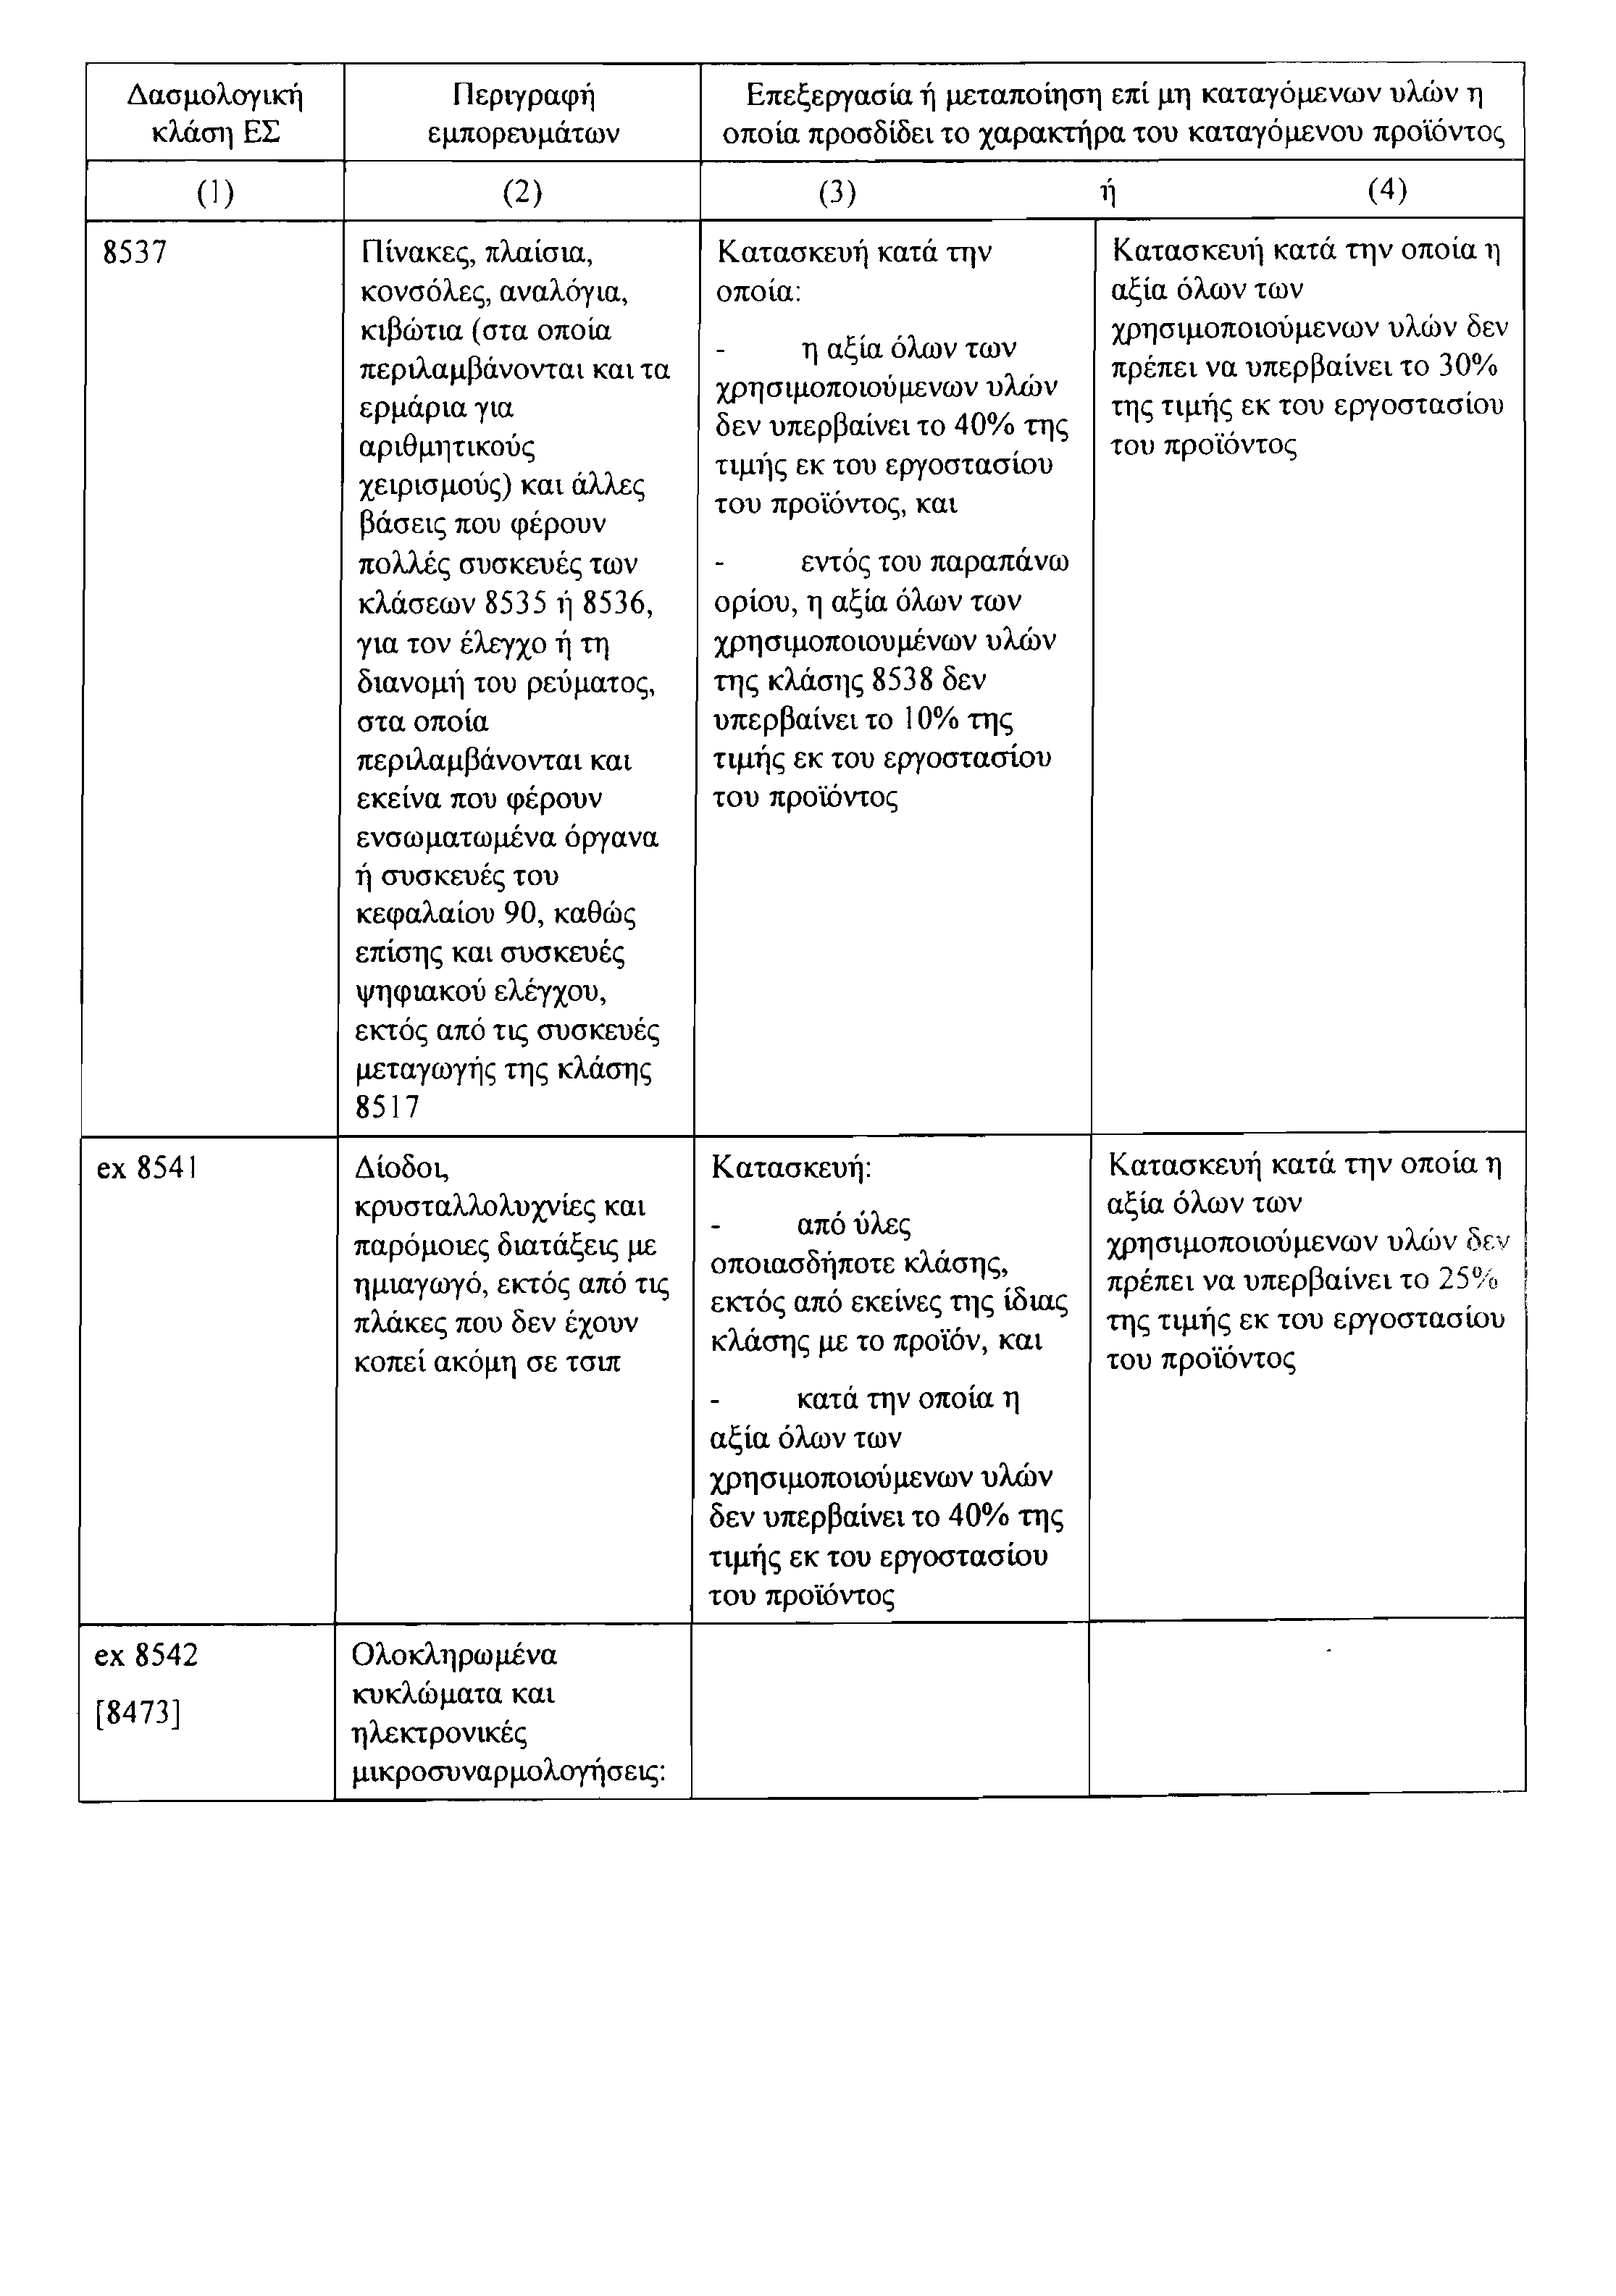 Δασμολογική
κλάση ΕΣ
Περιγραφή
εμπορευμάτων
Επεξεργασία ή μεταποίηση επί μη καταγόμενων υλών η
οποία προσδίδει το χαρακτήρα του καταγόμενου προϊόντος
(1)
(2)
(3) ή (4)
8537
Πίνακες, πλαίσια,
κονσόλες, αναλόγια,
κιβώτια (στα οποία
περιλαμβάνονται και τα
ερμάρια για
αριθμητικούς
χειρισμούς) και άλλες
βάσεις που φέρουν
πολλές συσκευές των
κλάσεων 8535 ή 8536,
για τον έλεγχο ή τη
διανομή του ρεύματος,
στα οποία
περιλαμβάνονται και
εκείνα που φέρουν
ενσωματωμένα όργανα
ή συσκευές του
κεφαλαίου 90, καθώς
επίσης και συσκευές
ψηφιακού ελέγχου,
εκτός από τις συσκευές
μεταγωγής της κλάσης
8517
Κατασκευή κατά την
οποία:
- η αξία όλων των
χρησιμοποιούμενων υλών
δεν υπερβαίνει το 40% της
τιμής εκ του εργοστασίου
του προϊόντος, και
- εντός του παραπάνω
ορίου, η αξία όλων των
χρησιμοποιουμένων υλών
της κλάσης 8538 δεν
υπερβαίνει το 10% της
τιμής εκ του εργοστασίου
του προϊόντος
Κατασκευή κατά την οποία η
αξία όλων των
χρησιμοποιούμενων υλών δεν
πρέπει να υπερβαίνει το 30%
της τιμής εκ του εργοστασίου
του προϊόντος
ex 8541
Δίοδοι,
κρυσταλλολυχνίες και
παρόμοιες διατάξεις με
ημιαγωγό, εκτός από τις
πλάκες που δεν έχουν
κοπεί ακόμη σε τσιπ
Κατασκευή:
- από ύλες
οποιασδήποτε κλάσης,
εκτός από εκείνες της ίδιας
κλάσης με το προϊόν, και
- κατά την οποία η
αξία όλων των
χρησιμοποιούμενων υλών
δεν υπερβαίνει το 40% της
τιμής εκ του εργοστασίου
του προϊόντος
Κατασκευή κατά την οποία η
αξία όλων των
χρησιμοποιούμενων υλών δεν
πρέπει να υπερβαίνει το 25%
της τιμής εκ του εργοστασίου
του προϊόντος
ex 8542
[8473]
Ολοκληρωμένα
κυκλώματα και
ηλεκτρονικές
μικροσυναρμολογήσεις: